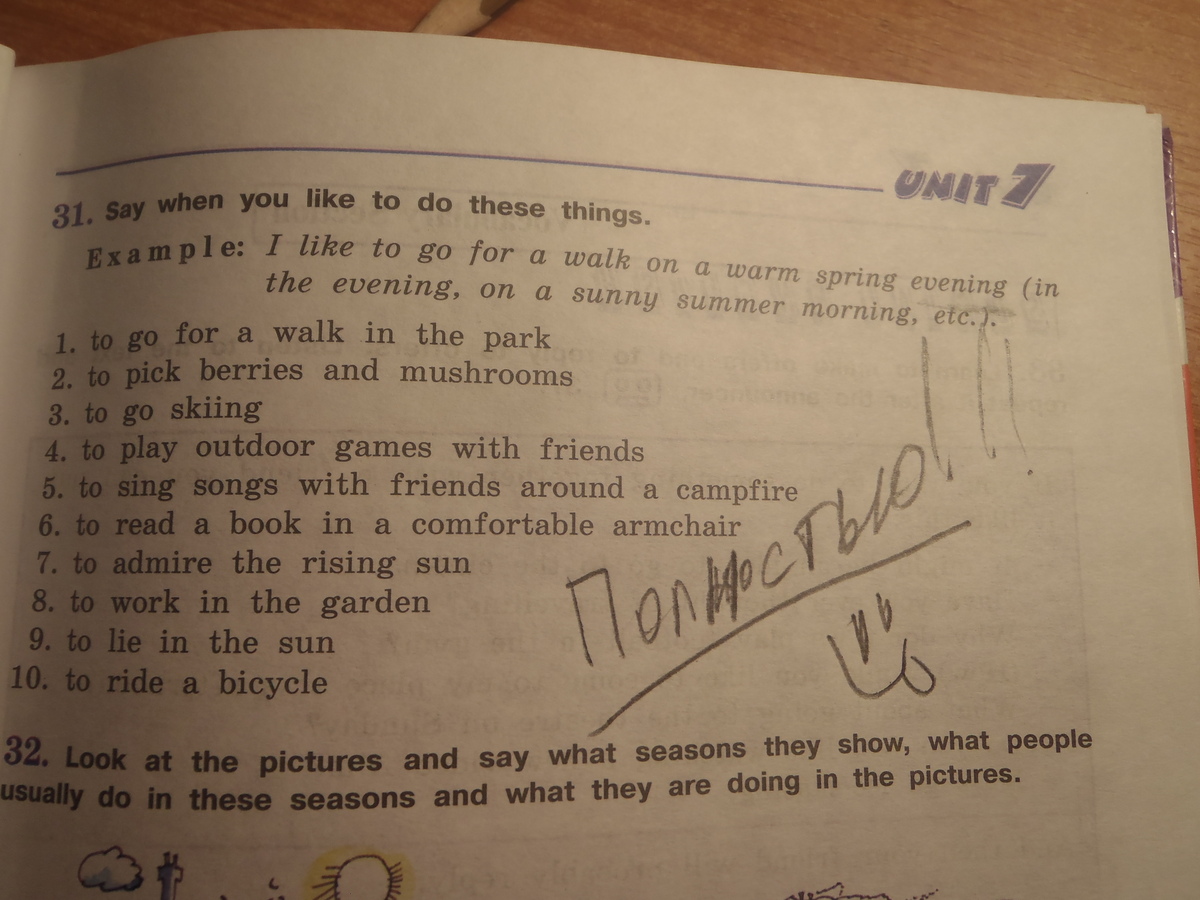 UNIT 7
31. Say when you like to do these things.
Example: I like to go for a walk on a warm spring evening (in
the evening, on a sunny summer morning, etc.).
1. to go for a walk in the park
2. to pick berries and mushrooms
3. to go skiing
4. to play outdoor games with friends
5. to sing songs with friends around a campfire
6. to read a book in a comfortable armchair
7. to admire the rising sun
8. to work in the garden
9. to lie in the sun
10. to ride a bicycle
Полностью!!!
32. Look at the pictures and say what seasons they show, what people
usually do in these seasons and what they are doing in the pictures.